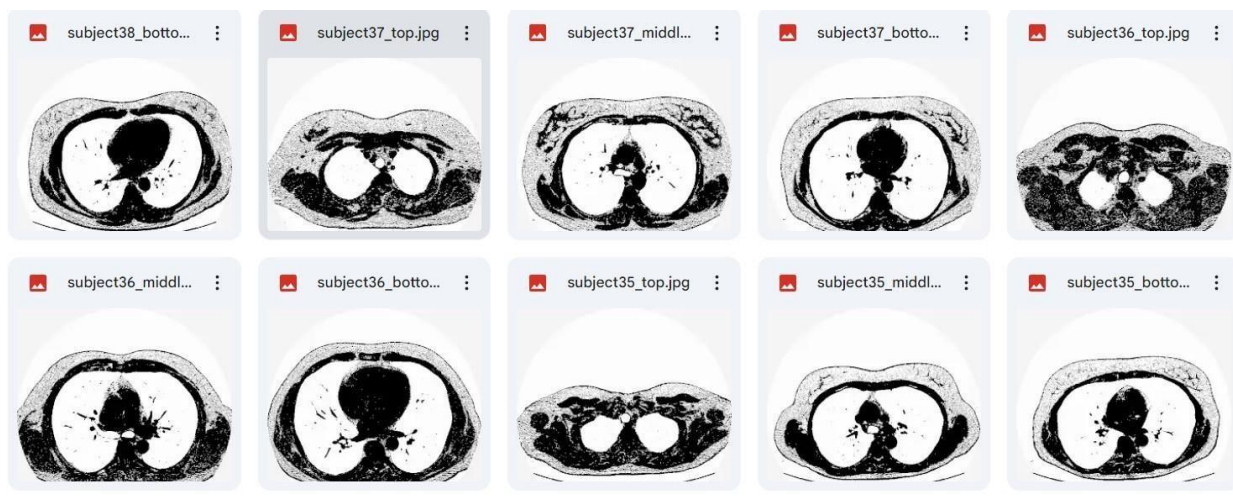 subject38_botto...
subject37_top.jpg
subject37_middl...
subject37_botto...
subject36_top.jpg
subject36_middl...
subject36_botto...
subject35_top.jpg
subject35_middl...
subject35_botto...